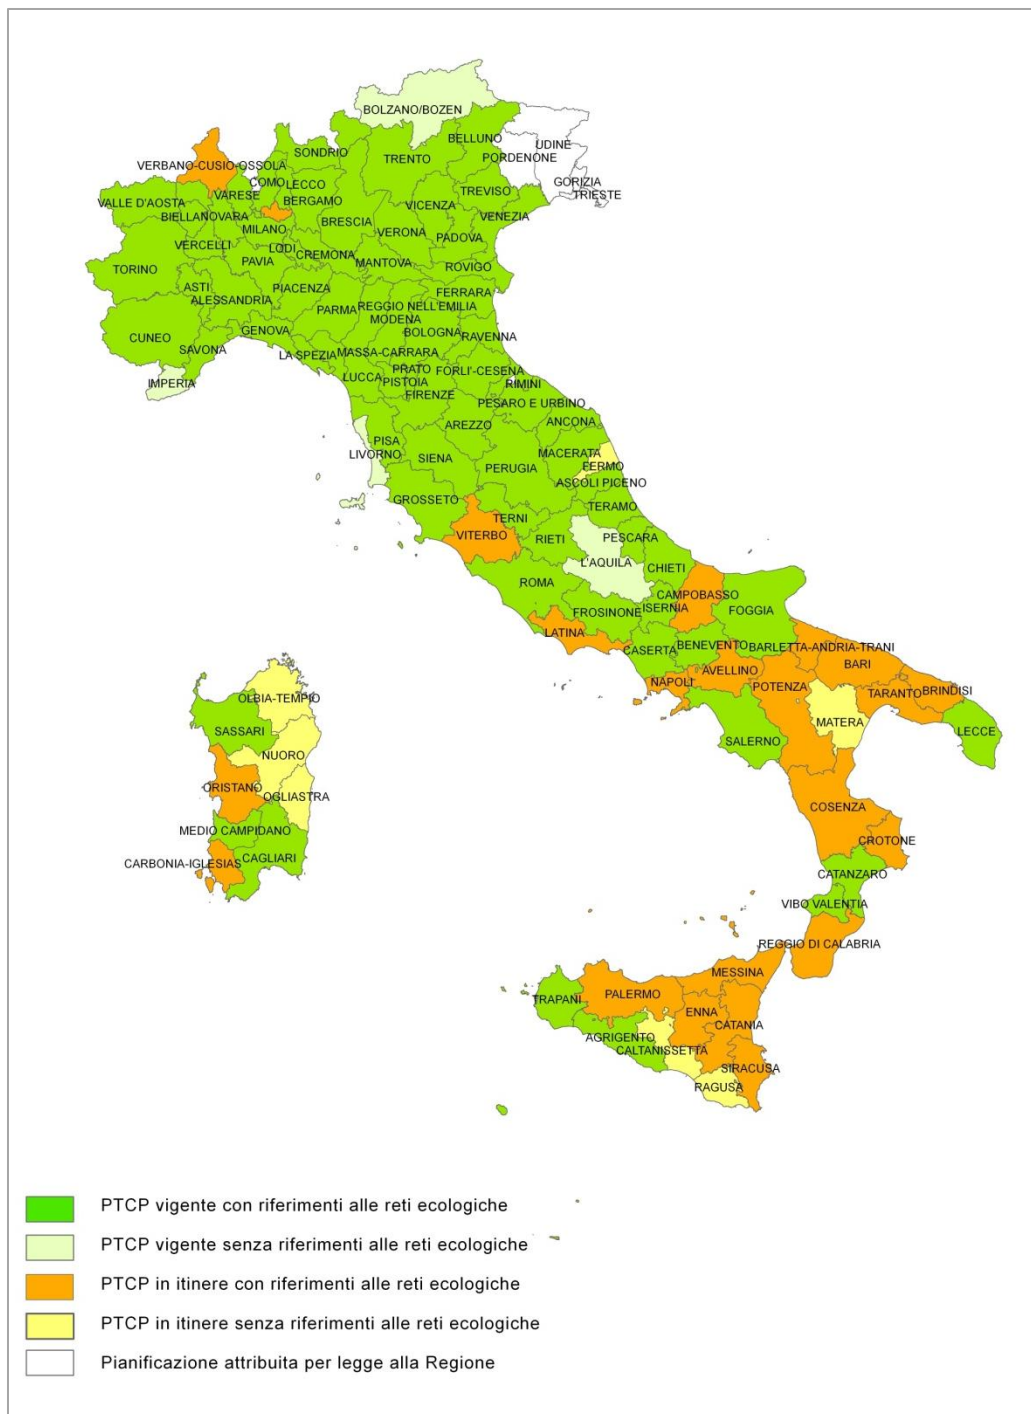 BOLZANO/BOZEN
BELLUNO
UDINE
SONDRIO
TRENTO
PORDENONE
VERBANO-CUSIO-OSSOLA
GORIZIA
COMO
LECCO
TREVISO
TRIESTE
VARESE
BERGAMO
VALLE D'AOSTA
VICENZA
BIELLA
NOVARA
BRESCIA
VENEZIA
MILANO
VERONA
PADOVA
VERCELLI
LODI
CREMONA
PAVIA
MANTOVA
ROVIGO
TORINO
ASTI
PIACENZA
FERRARA
ALESSANDRIA
PARMA
REGGIO NELL'EMILIA
MODENA
CUNEO
GENOVA
BOLOGNA
RAVENNA
SAVONA
LA SPEZIA
MASSA-CARRARA
PRATO
FORLI'-CESENA
LUCCA
PISTOIA
RIMINI
IMPERIA
FIRENZE
PESARO E URBINO
AREZZO
ANCONA
PISA
LIVORNO
SIENA
MACERATA
PERUGIA
FERMO
ASCOLI PICENO
GROSSETO
TERAMO
TERNI
VITERBO
RIETI
PESCARA
L'AQUILA
CHIETI
ROMA
CAMPOBASSO
FROSINONE
ISERNIA
FOGGIA
LATINA
CASERTA
BENEVENTO
BARLETTA-ANDRIA-TRANI
AVELLINO
BARI
NAPOLI
POTENZA
OLBIA-TEMPIO
TARANTO
BRINDISI
MATERA
SASSARI
SALERNO
LECCE
NUORO
ORISTANO
OGLIASTRA
COSENZA
MEDIO CAMPIDANO
CROTONE
CARBONIA-IGLESIAS
CAGLIARI
CATANZARO
VIBO VALENTIA
REGGIO DI CALABRIA
MESSINA
TRAPANI
PALERMO
ENNA
CATANIA
AGRIGENTO
CALTANISSETTA
SIRACUSA
RAGUSA
PTCP vigente con riferimenti alle reti ecologiche
PTCP vigente senza riferimenti alle reti ecologiche
PTCP in itinere con riferimenti alle reti ecologiche
PTCP in itinere senza riferimenti alle reti ecologiche
Pianificazione attribuita per legge alla Regione